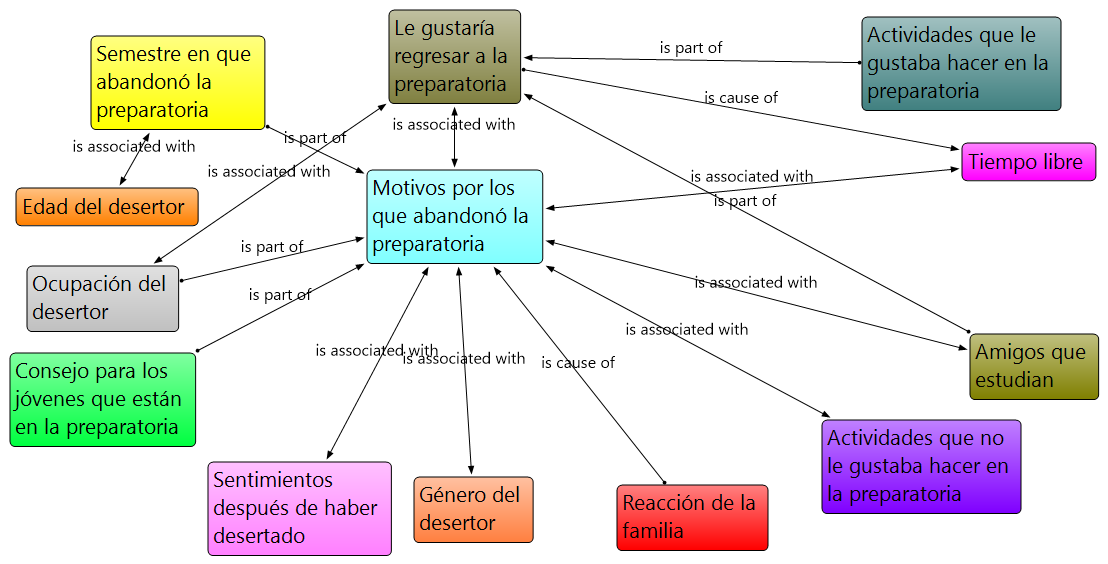 Le gustaría
regresar a la
preparatoria
Actividades que le
gustaba hacer en la
preparatoria
Semestre en que
abandonó la
preparatoria
is part of
is cause of
is associated with
is part of
is associated with
is associated with
Tiempo libre
Edad del desertor
Motivos por los
que abandonó la
preparatoria
is associated with
is part of
is part of
Ocupación del
desertor
is part of
is associated with
is associated with
is associated with
is associated with
is cause of
Amigos que
estudian
Consejo para los
jóvenes que están
en la preparatoria
Actividades que no
le gustaba hacer en
la preparatoria
Sentimientos
después de haber
desertado
Género del
desertor
Reacción de la
familia